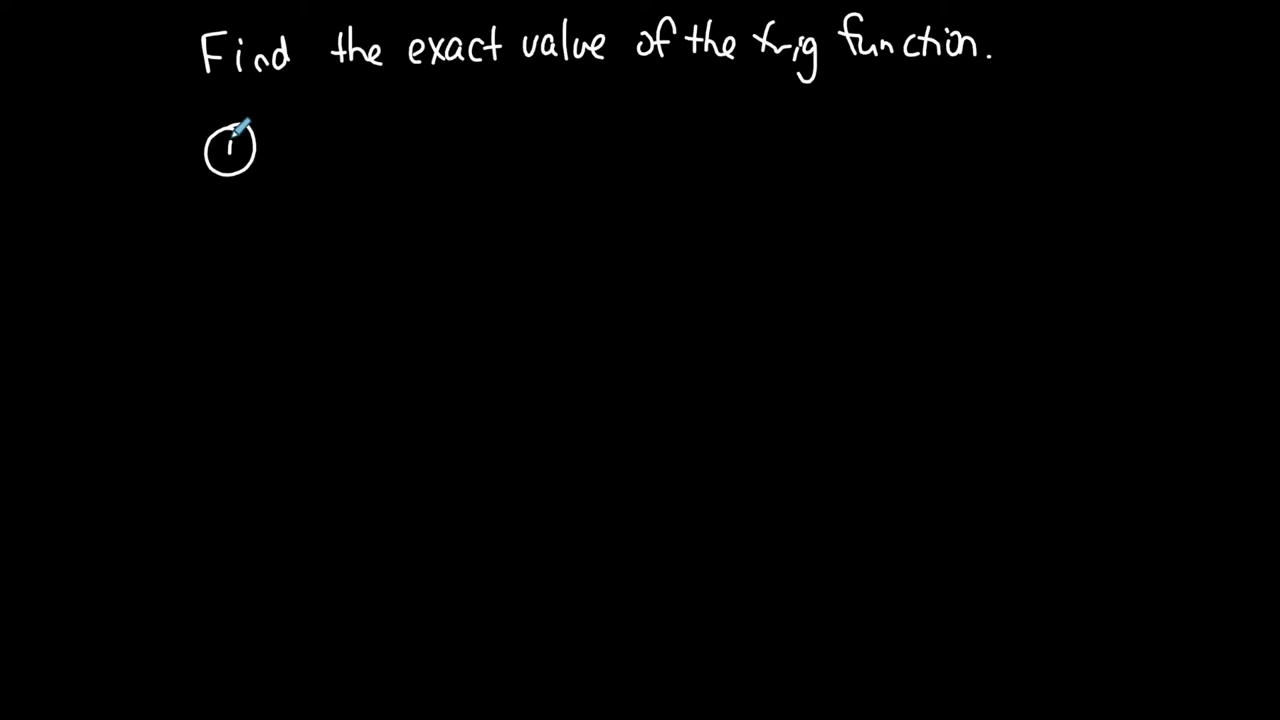 Find the exact value of the trig function.
1